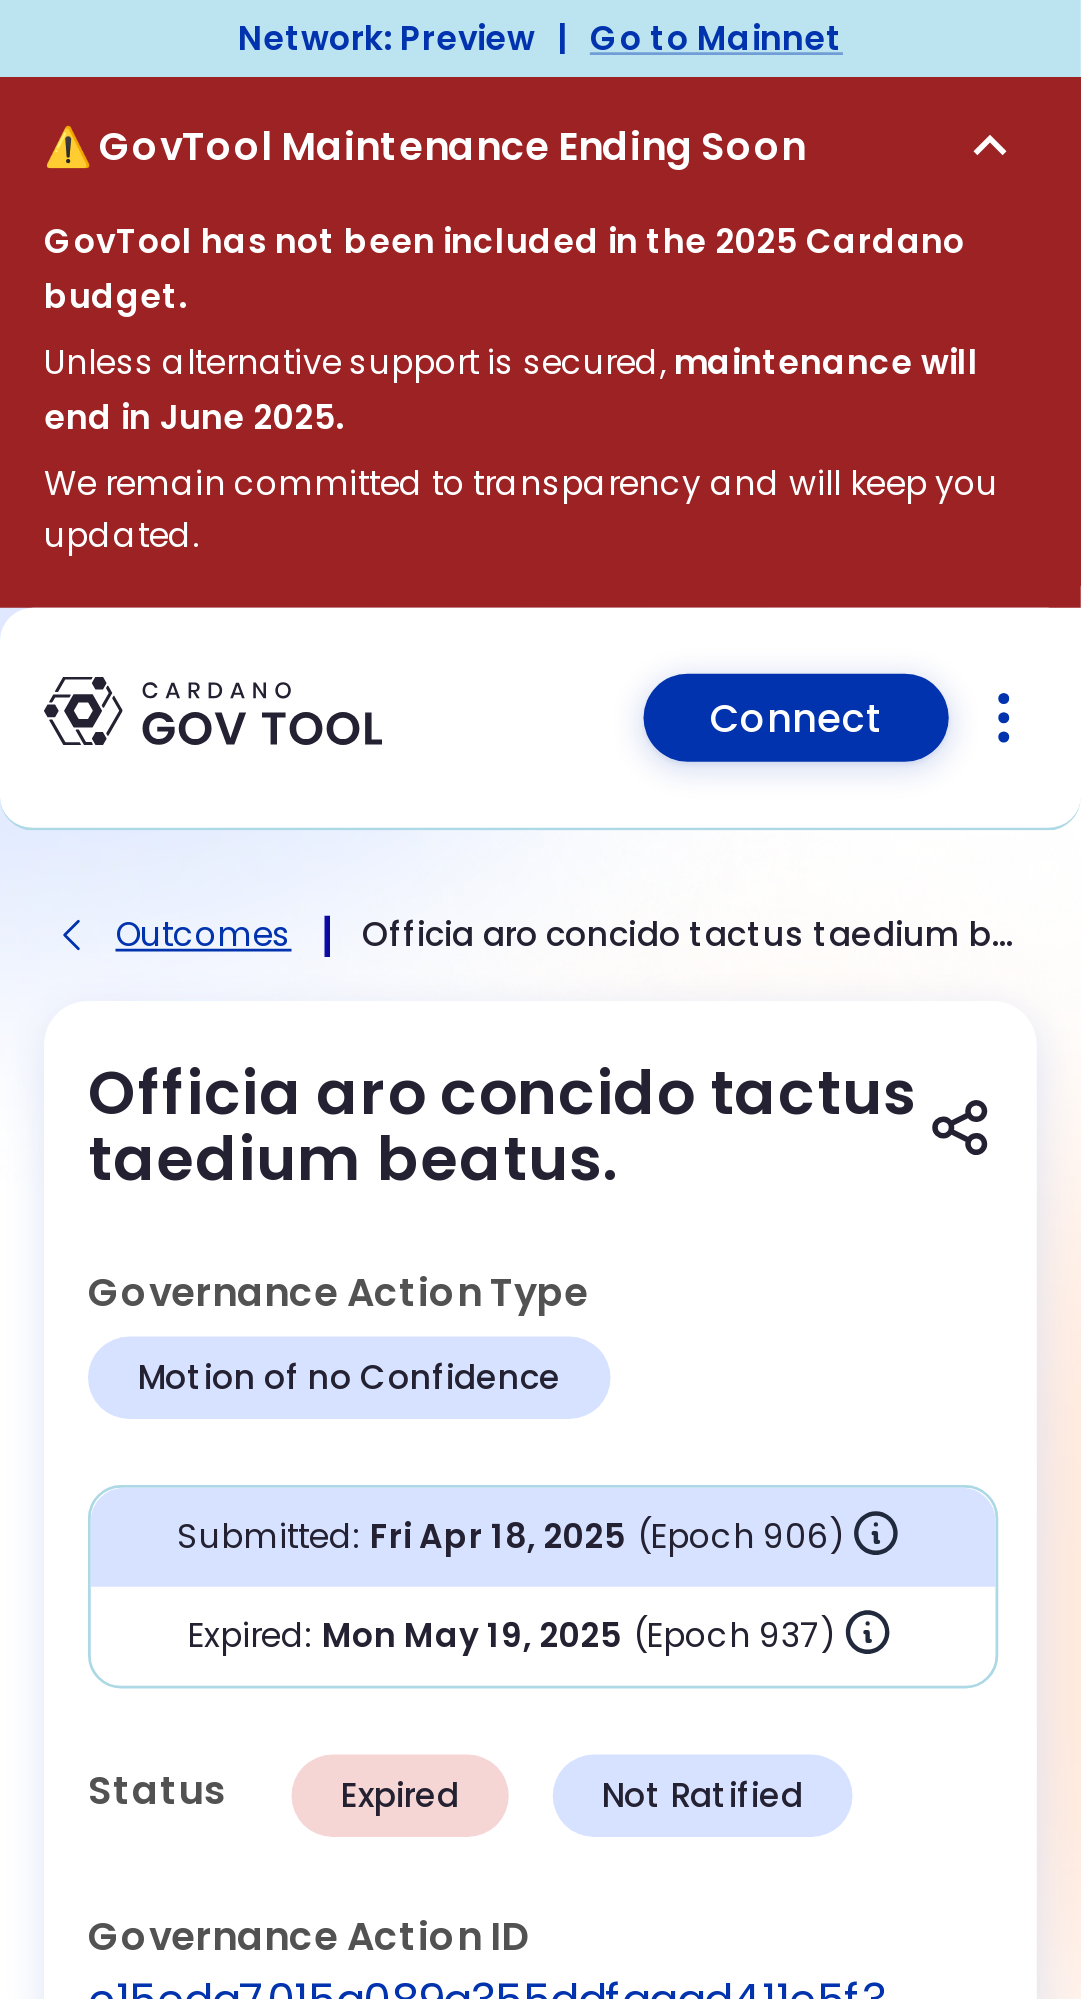 Network: Preview | Go to Mainnet
⚠️ GovTool Maintenance Ending Soon
GovTool has not been included in the 2025 Cardano
budget.
Unless alternative support is secured, maintenance will
end in June 2025.
We remain committed to transparency and will keep you
updated.
CARDANO
GOV TOOL
Connect
Outcomes | Officia aro concido tactus taedium b...
Officia aro concido tactus
taedium beatus.
Governance Action Type
Motion of no Confidence
Submitted: Fri Apr 18, 2025 (Epoch 906)
Expired: Mon May 19, 2025 (Epoch 937)
Status
Expired
Not Ratified
Governance Action ID